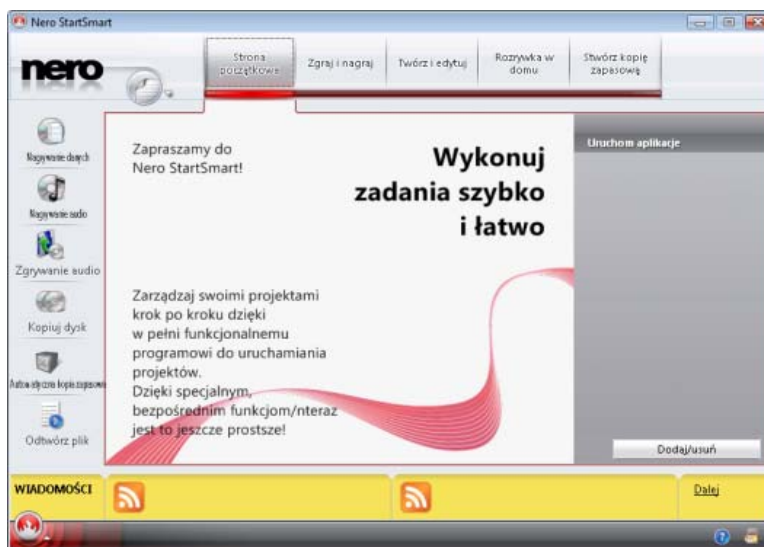 Nero StartSmart
nero
Strona
początkowa
Zgraj i nagraj
Twórz i edytuj
Rozrywka w
domu
Stwórz kopię
zapasową
Nagrywanie danych
Nagrywanie audio
Zgrywanie audio
Kopiuj dysk
Automatyczna kopia zapasowa
Odtwórz plik
Zapraszamy do
Nero StartSmart!
Wykonuj
zadania szybko
i łatwo
Zarządzaj swoimi projektami
krok po kroku dzięki
w pełni funkcjonalnemu
programowi do uruchamiania
projektów.
Dzięki specjalnym,
bezpośrednim funkcjom/nteraz
jest to jeszcze prostsze!
Uruchom aplikacje
Dodaj/usuń
WIADOMOŚCI
Dalej